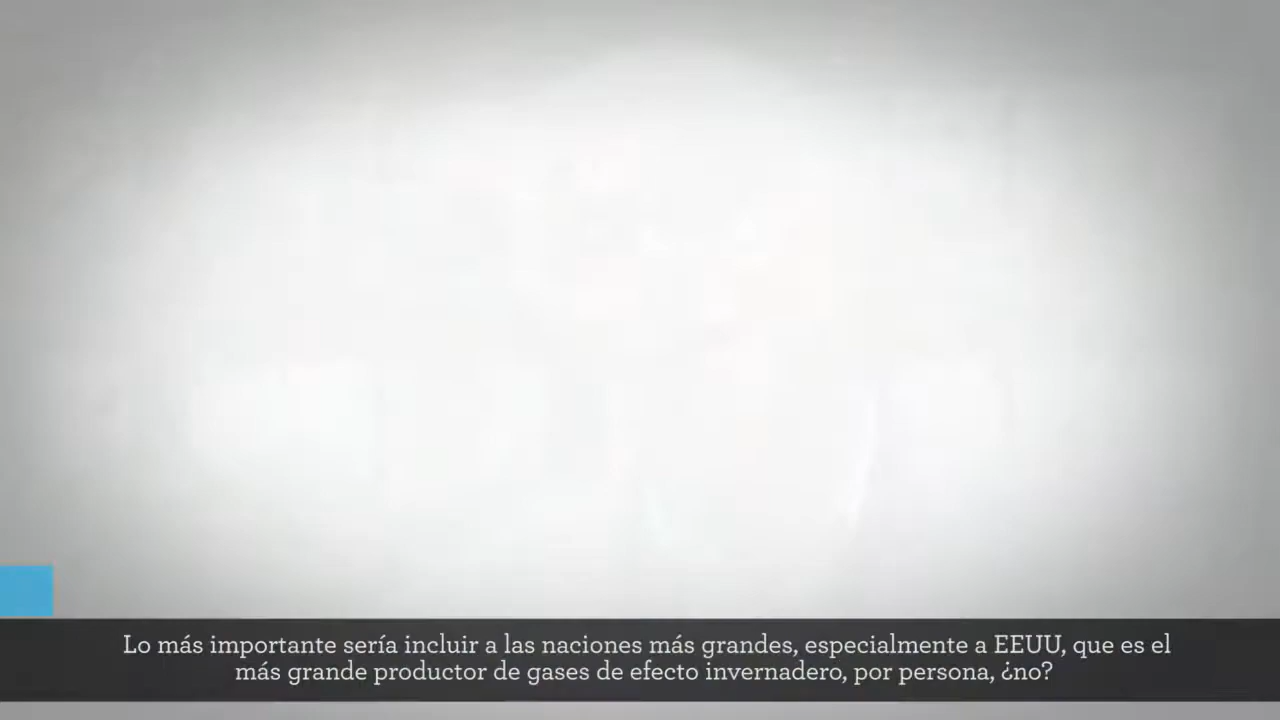 Lo más importante sería incluir a las naciones más grandes, especialmente a EEUU, que es el
más grande productor de gases de efecto invernadero, por persona, ¿no?